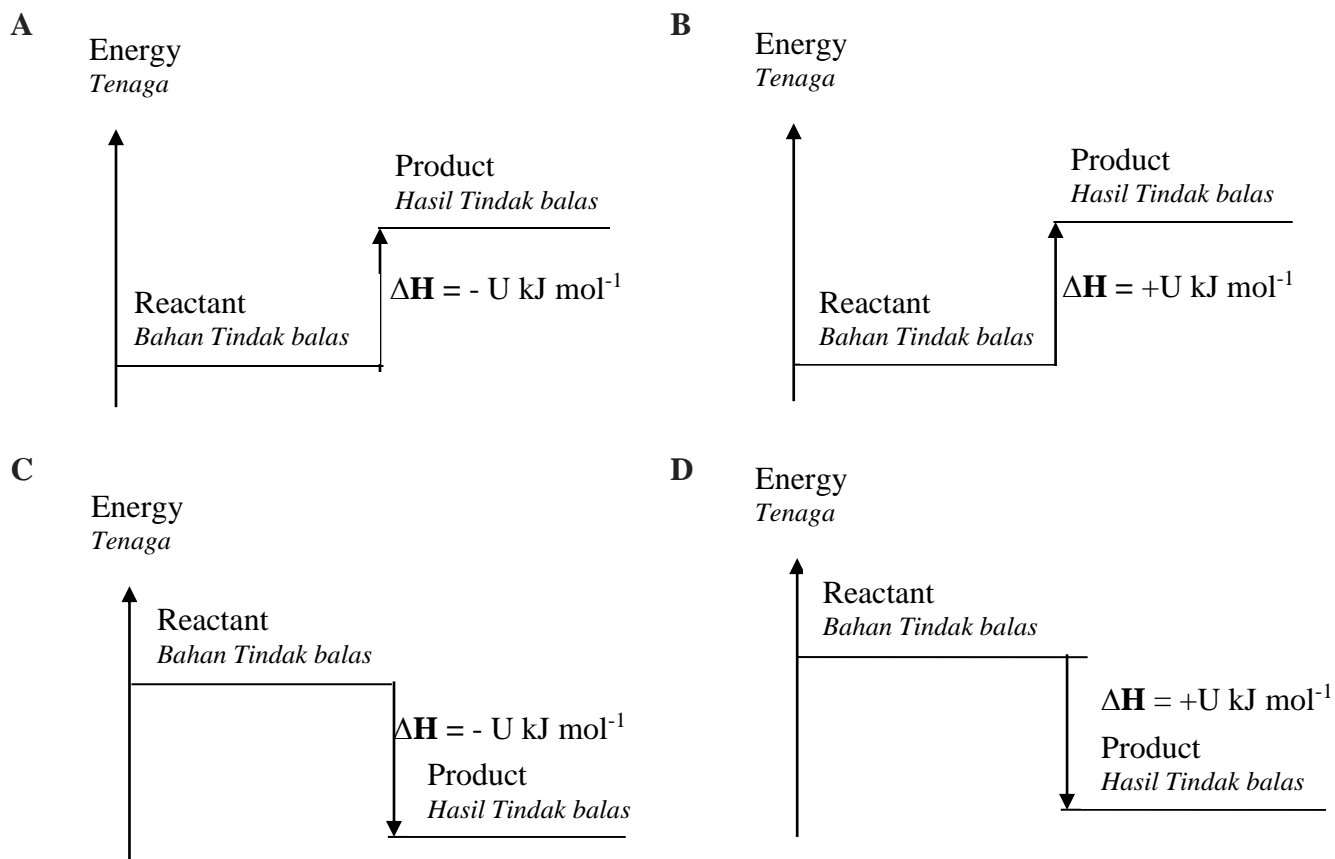 A
Energy
Tenaga
Product
Hasil Tindak balas
ΔH = - U kJ mol⁻¹
Reactant
Bahan Tindak balas
B
Energy
Tenaga
Product
Hasil Tindak balas
ΔH = +U kJ mol⁻¹
Reactant
Bahan Tindak balas
C
Energy
Tenaga
Reactant
Bahan Tindak balas
ΔH = - U kJ mol⁻¹
Product
Hasil Tindak balas
D
Energy
Tenaga
Reactant
Bahan Tindak balas
ΔH = +U kJ mol⁻¹
Product
Hasil Tindak balas